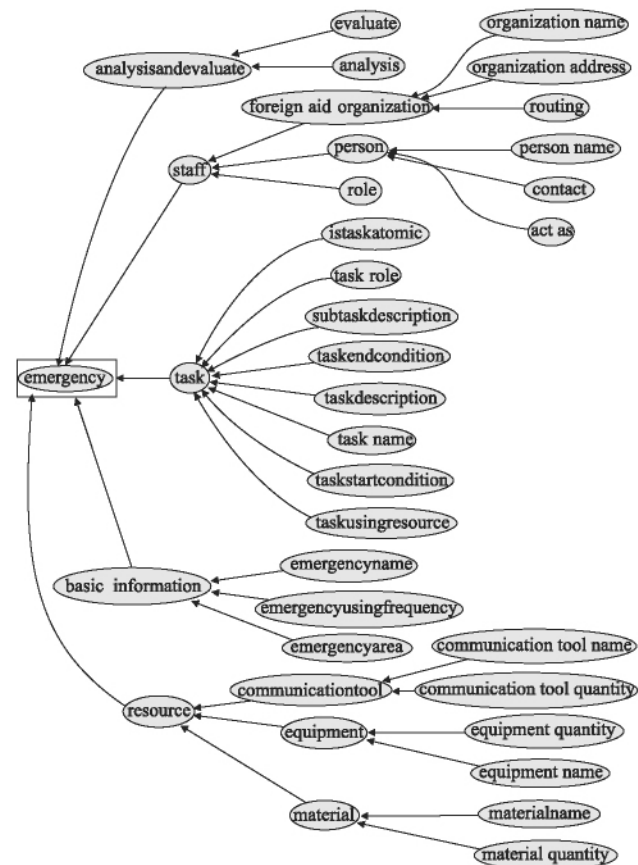 evaluate
organization name
analysisandevaluate
analysis
organization address
foreign aid organization
routing
person
person name
staff
role
contact
act as
istaskatomic
task role
subtaskdescription
taskendcondition
emergency
task
taskdescription
task name
taskstartcondition
taskusingresource
emergencyname
basic information
emergencyusingfrequency
emergencyarea
communication tool name
communicationtool
communication tool quantity
resource
equipment
equipment quantity
equipment name
material
materialname
material quantity